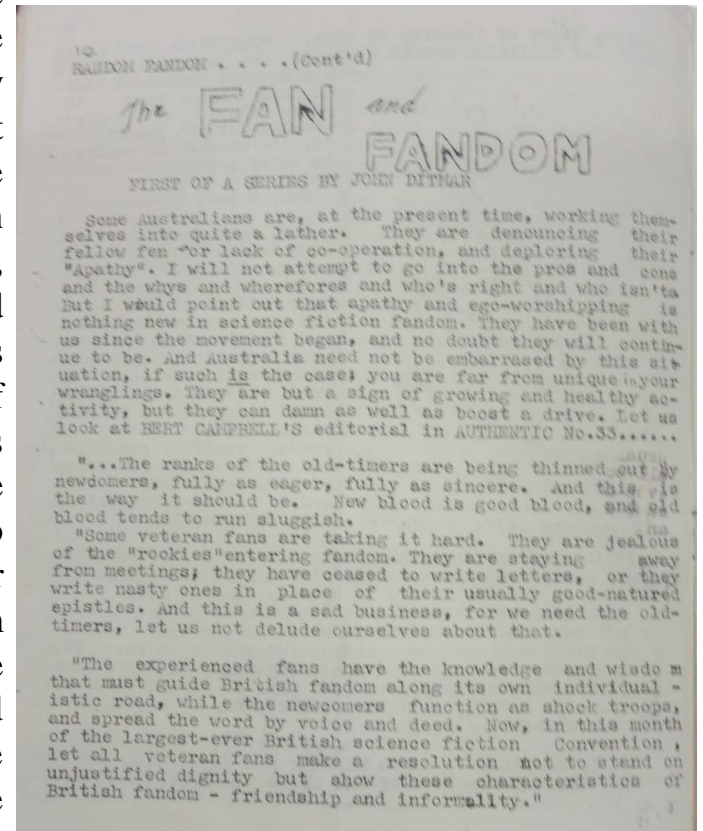 10.
RANDOM FANDOM . . . .(Cont'd)
The FAN and
FANDOM
FIRST OF A SERIES BY JOHN DITMAR
Some Australians are, at the present time, working them-
selves into quite a lather. They are denouncing their
fellow fen for lack of co-operation, and deploring their
"Apathy". I will not attempt to go into the pros and cons
and the whys and wherefores and who's right and who isn'ta
But I would point out that apathy and ego-worshipping is
nothing new in science fiction fandom. They have been with
us since the movement began, and no doubt they will contin-
ue to be. And Australia need not be embarrased by this sit-
uation, if such is the case; you are far from unique in your
wranglings. They are but a sign of growing and healthy ac-
tivity, but they can damn as well as boost a drive. Let us
look at BERT CAMPBELL'S editorial in AUTHENTIC No.33......
"...The ranks of the old-timers are being thinned out by
newcomers, fully as eager, fully as sincere. And this is
the way it should be. New blood is good blood, and old
blood tends to run sluggish.
"Some veteran fans are taking it hard. They are jealous
of the "rookies"entering fandom. They are staying away
from meetings; they have ceased to write letters, or they
write nasty ones in place of their usually good-natured
epistles. And this is a sad business, for we need the old-
timers, let us not delude ourselves about that.
"The experienced fans have the knowledge and wisdo m
that must guide British fandom along its own individual -
istic road, while the newcomers function as shock troops,
and spread the word by voice and deed. Now, in this month
of the largest-ever British science fiction Convention ,
let all veteran fans make a resolution not to stand on
unjustified dignity but show these characteristics of
British fandom - friendship and informality."